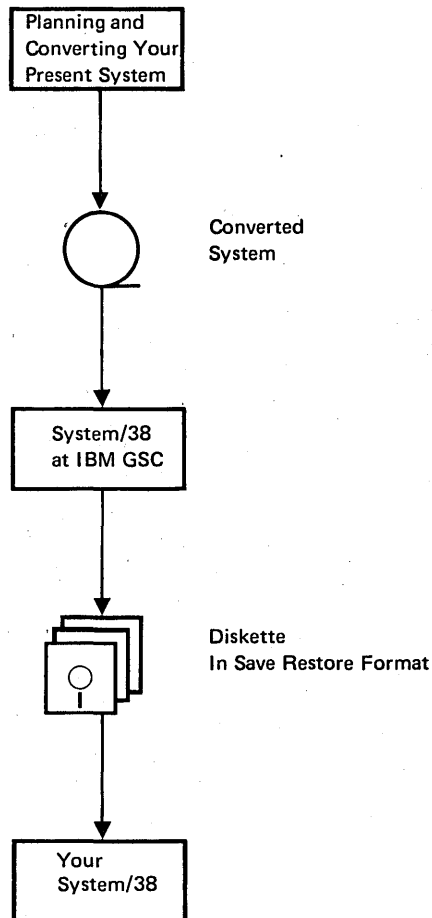 Planning and
Converting Your
Present System
Converted
System
System/38
at IBM GSC
Diskette
In Save Restore Format
Your
System/38